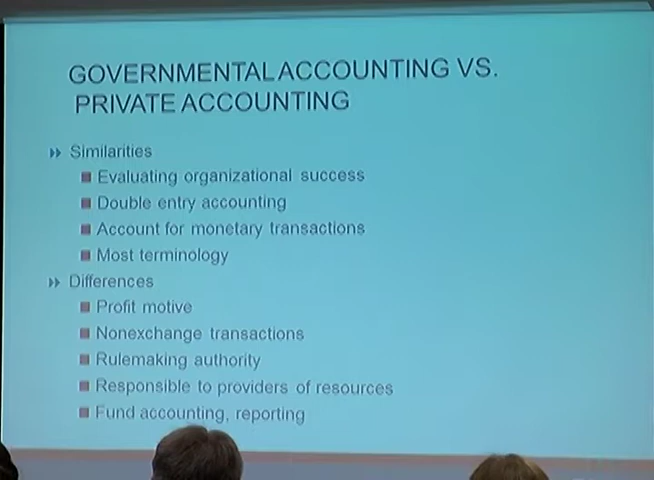 GOVERNMENTAL ACCOUNTING VS.
PRIVATE ACCOUNTING
Similarities
Evaluating organizational success
Double entry accounting
Account for monetary transactions
Most terminology
Differences
Profit motive
Nonexchange transactions
Rulemaking authority
Responsible to providers of resources
Fund accounting, reporting